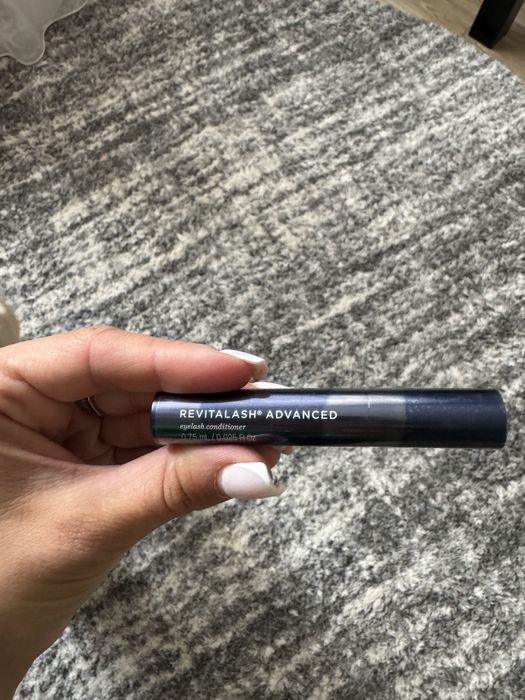 REVITALASH® ADVANCED
eyelash conditioner
0.75 mL / 0.025 Fl Oz